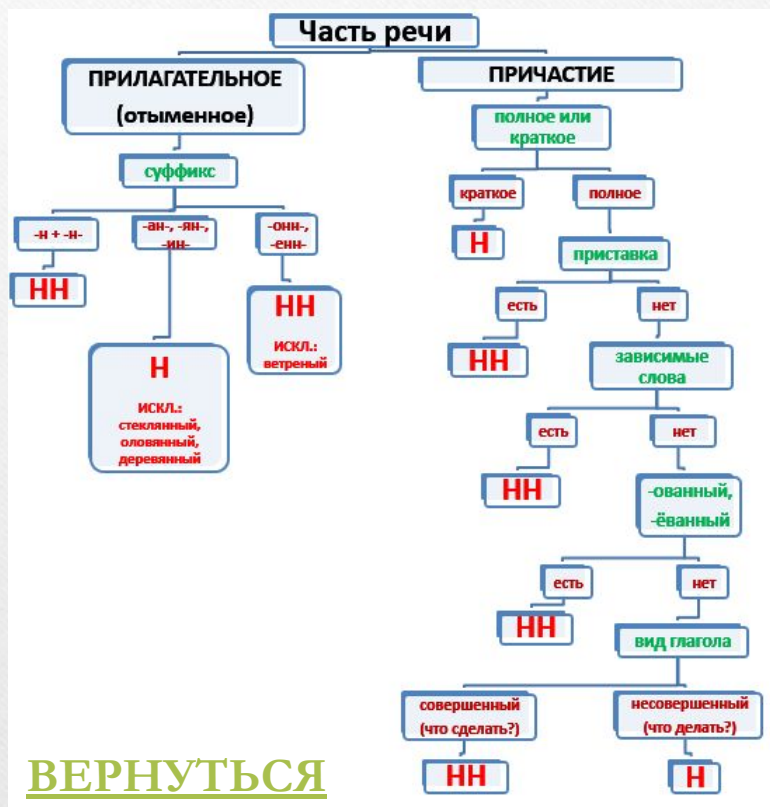 Часть речи
ПРИЛАГАТЕЛЬНОЕ
(отыменное)
суффикс
-н + -н-
НН
-ан-, -ян-,
-ин-
Н
ИСКЛ.:
стеклянный,
оловянный,
деревянный
-онн-,
-енн-
НН
ИСКЛ.:
ветреный
ПРИЧАСТИЕ
полное или
краткое
краткое
Н
полное
приставка
есть
НН
нет
зависимые
слова
есть
НН
нет
-ованный,
-ёванный
есть
НН
нет
вид глагола
совершенный
(что сделать?)
НН
несовершенный
(что делать?)
Н
ВЕРНУТЬСЯ